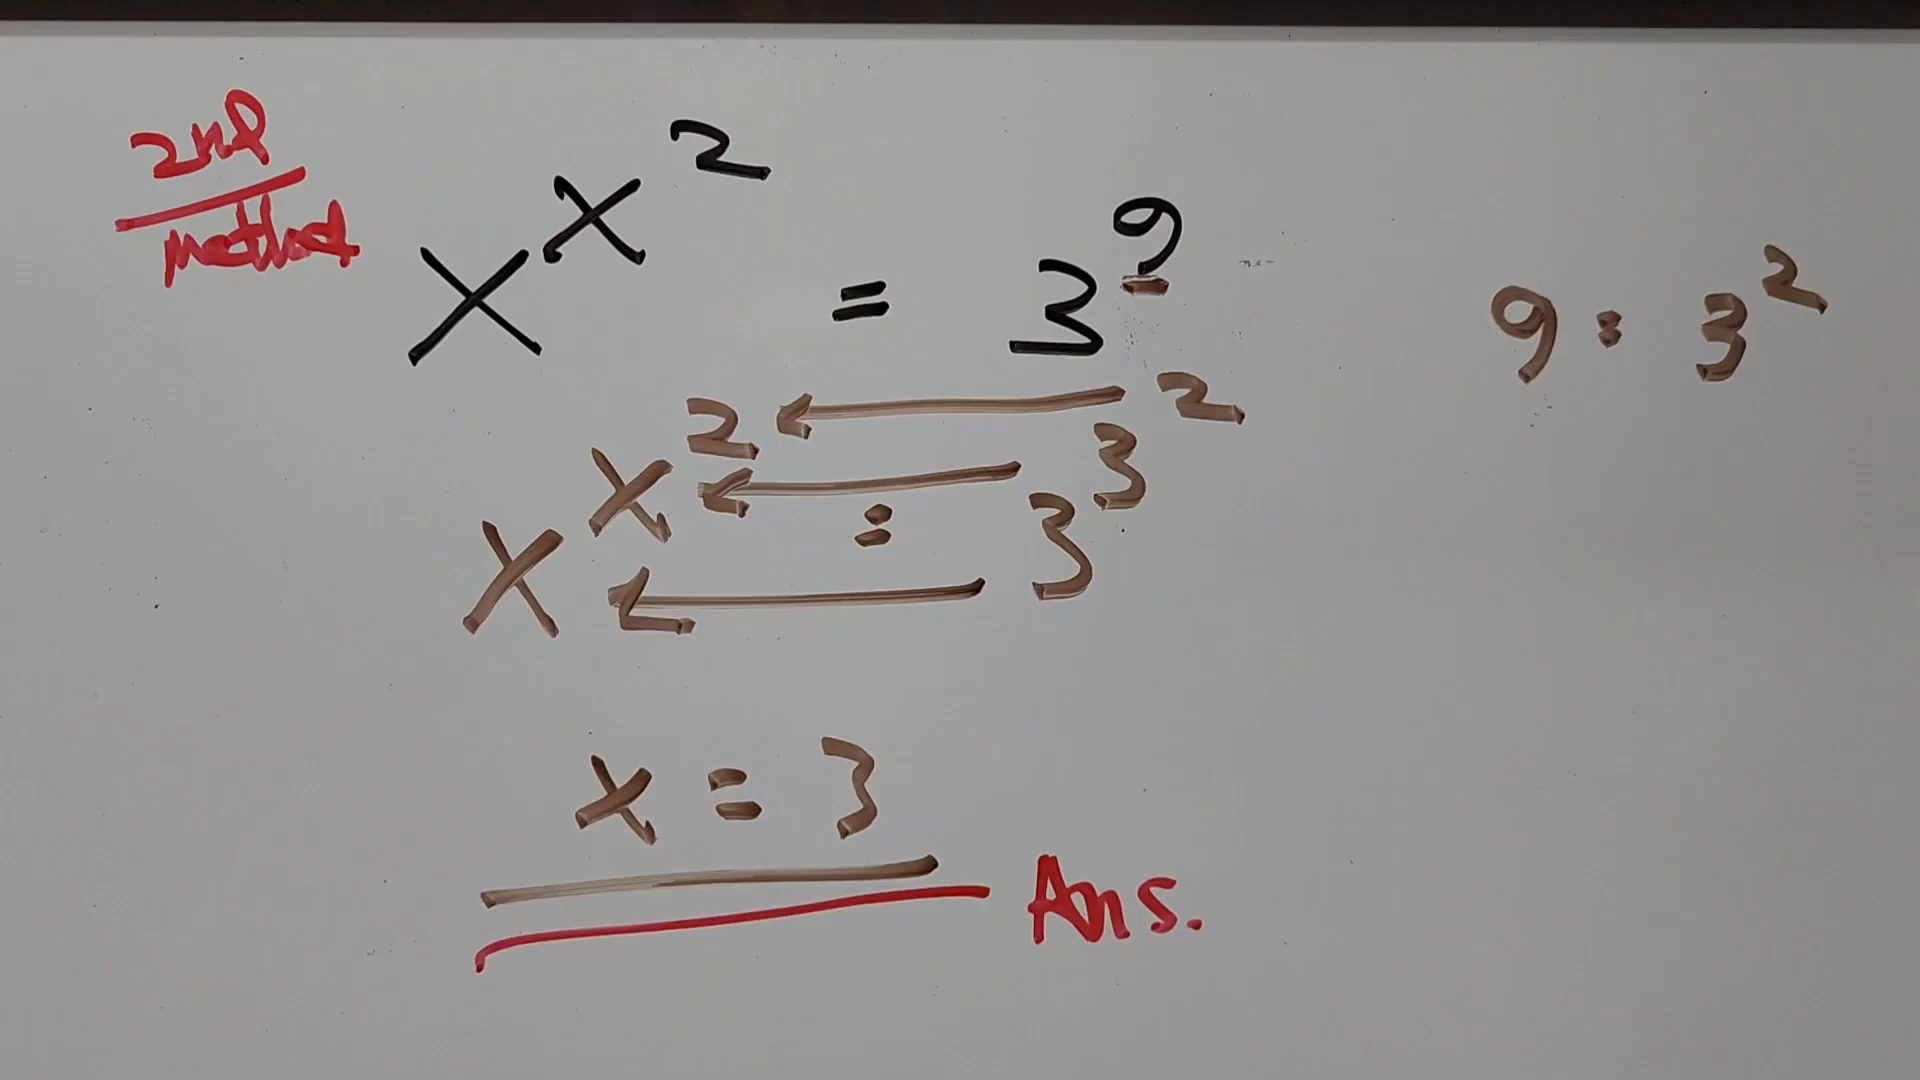 2nd
method
x^x^2 = 3^9
9 = 3^2
x^x^2 = 3^3^2
x = 3
Ans.